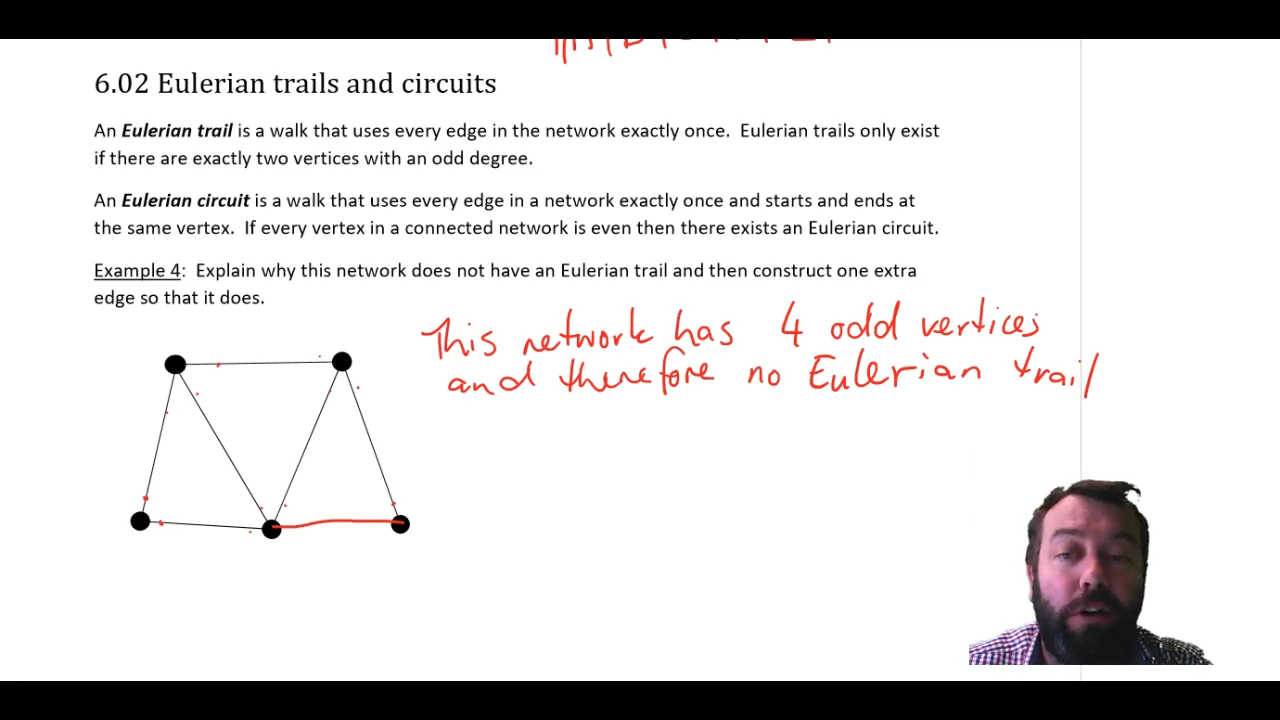 6.02 Eulerian trails and circuits
An Eulerian trail is a walk that uses every edge in the network exactly once. Eulerian trails only exist
if there are exactly two vertices with an odd degree.
An Eulerian circuit is a walk that uses every edge in a network exactly once and starts and ends at
the same vertex. If every vertex in a connected network is even then there exists an Eulerian circuit.
Example 4: Explain why this network does not have an Eulerian trail and then construct one extra
edge so that it does.
This network has 4 odd vertices
and therefore no Eulerian trail